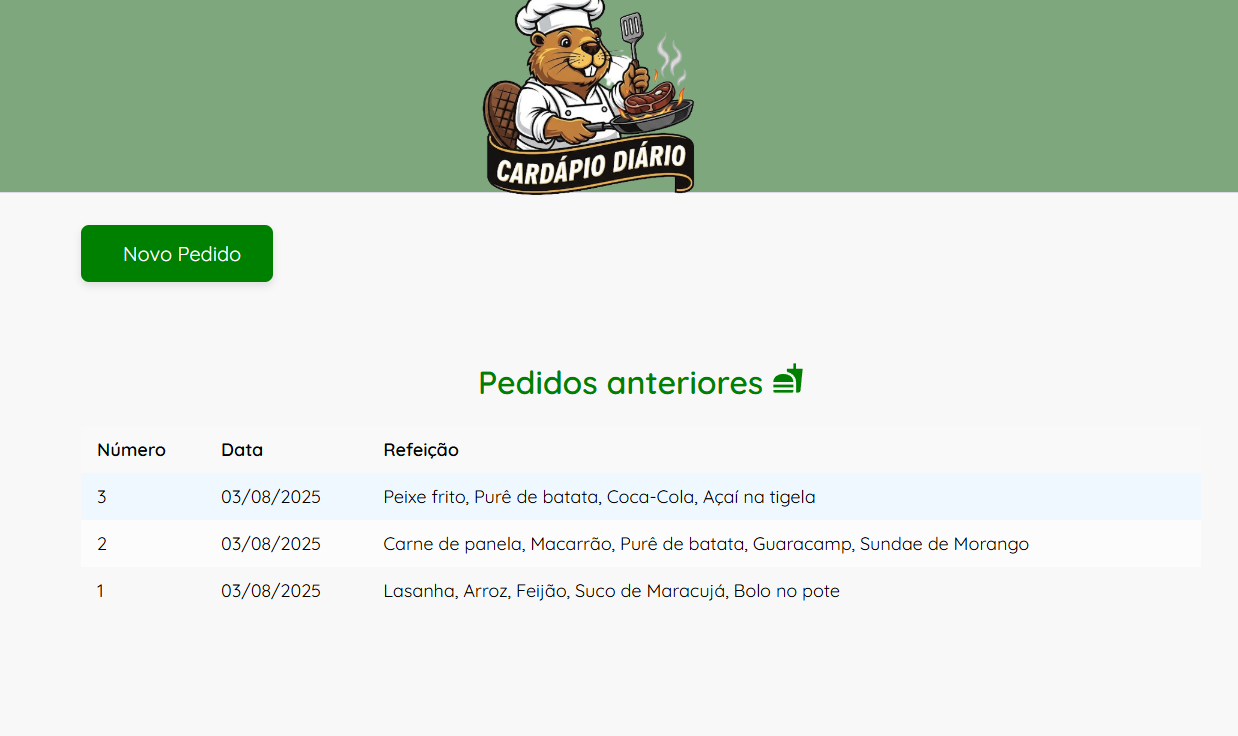 CARDÁPIO DIÁRIO
Novo Pedido
Pedidos anteriores
Número Data Refeição
3 03/08/2025 Peixe frito, Purê de batata, Coca-Cola, Açaí na tigela
2 03/08/2025 Carne de panela, Macarrão, Purê de batata, Guaracamp, Sundae de Morango
1 03/08/2025 Lasanha, Arroz, Feijão, Suco de Maracujá, Bolo no pote